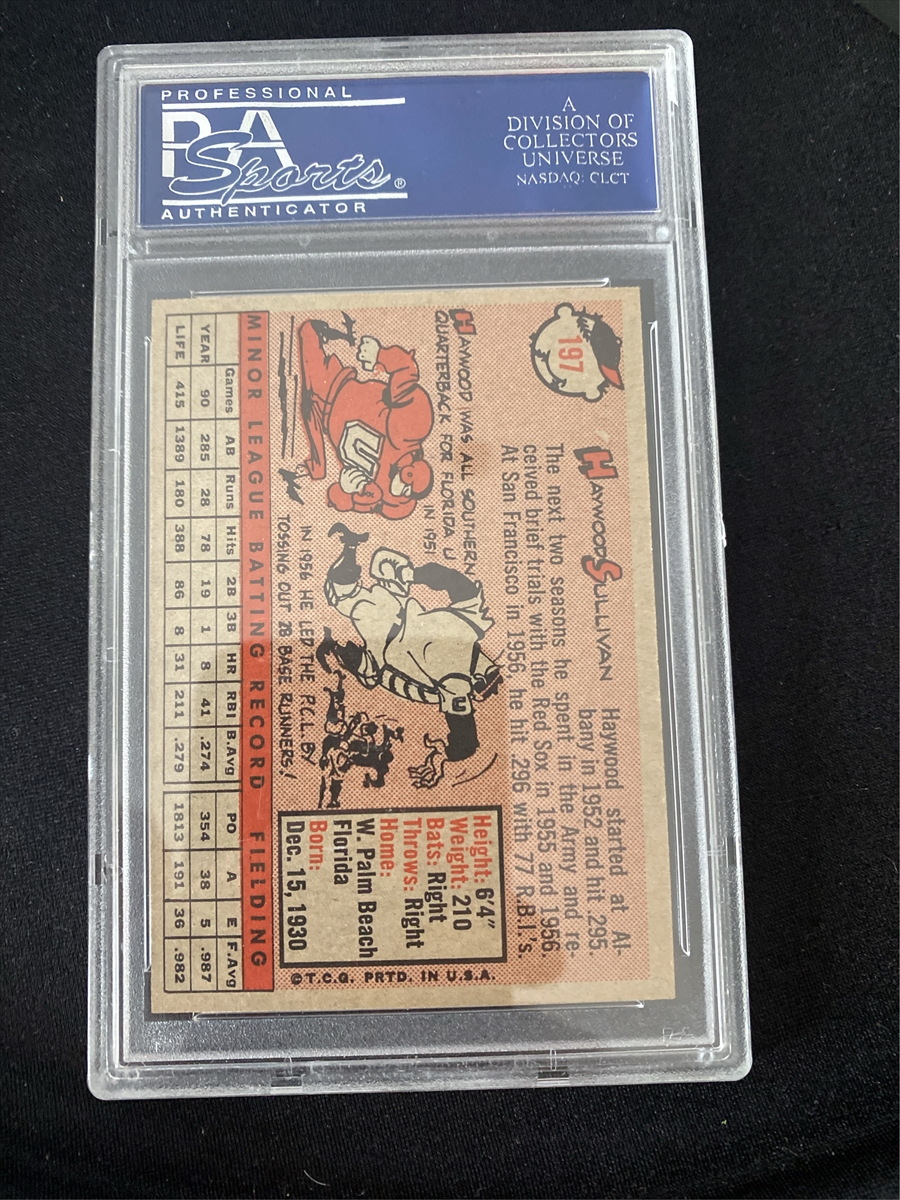 PROFESSIONAL
PSA
Sports®
AUTHENTICATOR
A
DIVISION OF
COLLECTORS
UNIVERSE
NASDAQ: CLCT
197
HAYWOOD SULLIVAN
Haywood started at Al-
bany in 1952 and hit .295.
The next two seasons he spent in the Army and re-
ceived brief trials with the Red Sox in 1955 and 1956.
At San Francisco in 1956, he hit .296 with 77 R.B.I.'s.
HAYWOOD WAS ALL SOUTHERN
QUARTERBACK FOR FLORIDA U
IN 1951
U
IN 1956 HE LED THE P.C.L. BY
TOSSING OUT 28 BASE RUNNERS!
Height: 6'4"
Weight: 210
Bats: Right
Throws: Right
Home:
W. Palm Beach
Florida
Born:
Dec. 15, 1930
©T.C.G. PRTD. IN U.S.A.
MINOR LEAGUE BATTING RECORD FIELDING
Games AB Runs Hits 2B 3B HR RBI B.Avg PO A E F.Avg
YEAR 90 285 28 78 19 1 8 41 .274 354 38 5 .987
LIFE 415 1389 180 388 86 8 31 211 .279 1813 191 36 .982